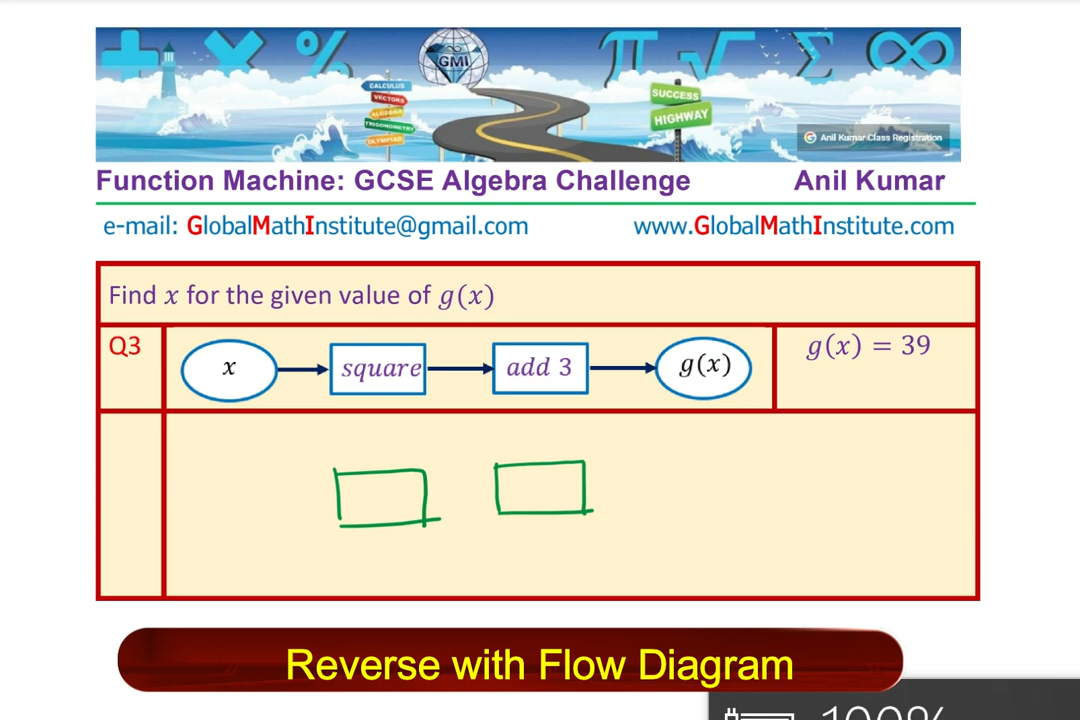 + × % π √ Σ ∞
GMI
CALCULUS
VECTORS
ALGEBRA
TRIGONOMETRY
OLYMPIAD
SUCCESS
HIGHWAY
Anil Kumar Class Registration
Function Machine: GCSE Algebra Challenge Anil Kumar
e-mail: GlobalMathInstitute@gmail.com www.GlobalMathInstitute.com
Find x for the given value of g(x)
Q3 x square add 3 g(x) g(x) = 39
Reverse with Flow Diagram
100%